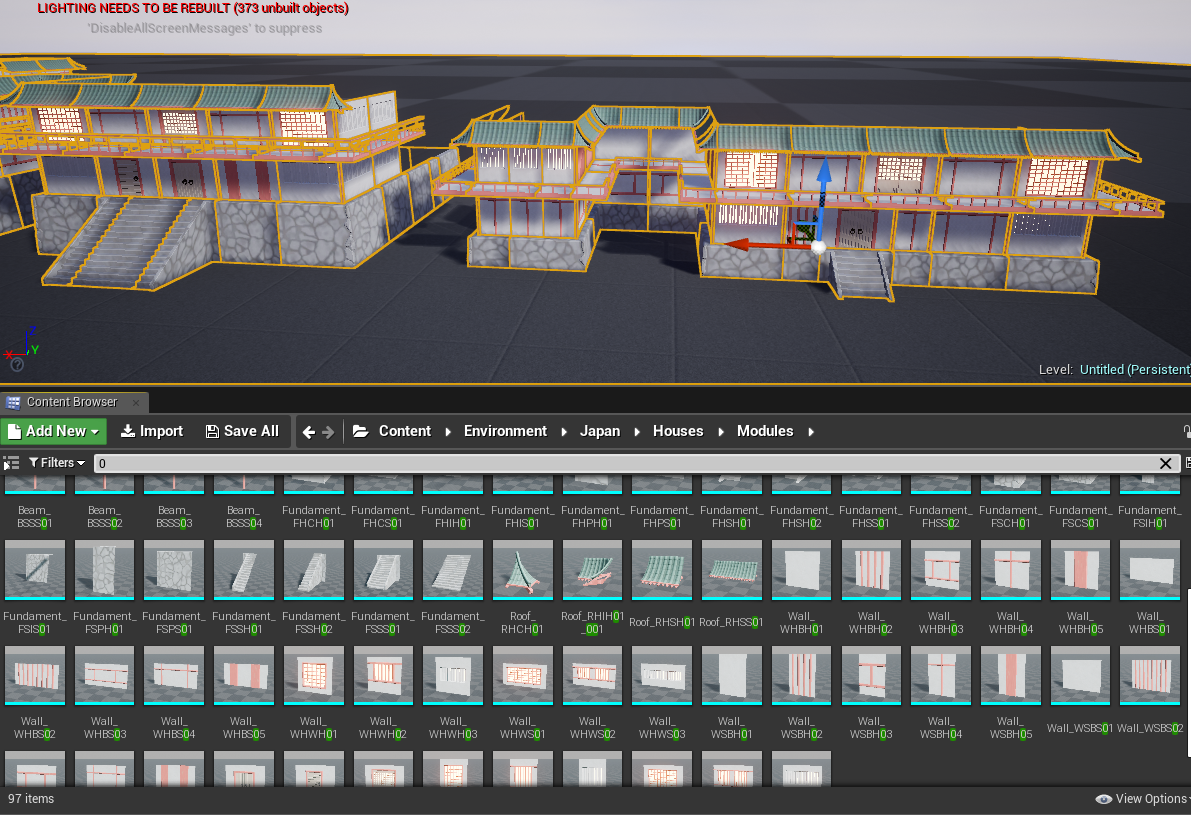 LIGHTING NEEDS TO BE REBUILT (373 unbuilt objects)
'DisableAllScreenMessages' to suppress
Z
X Y
?
Level: Untitled (Persistent
Content Browser
Add New Import Save All Content Environment Japan Houses Modules
Filters 0
Beam_ Beam_ Beam_ Beam_ Fundament_ Fundament_ Fundament_ Fundament_ Fundament_ Fundament_ Fundament_ Fundament_ Fundament_ Fundament_ Fundament_ Fundament_ Fundament_
BSSS01 BSSS02 BSSS03 BSSS04 FHCH01 FHCS01 FHIH01 FHIS01 FHPH01 FHPS01 FHSH01 FHSH02 FHSS01 FHSS02 FSCH01 FSCS01 FSIH01
Fundament_ Fundament_ Fundament_ Fundament_ Fundament_ Fundament_ Fundament_ Roof_ Roof_RHIH01 Roof_RHSH01 Roof_RHSS01 Wall_ Wall_ Wall_ Wall_ Wall_ Wall_
FSIS01 FSPH01 FSPS01 FSSH01 FSSH02 FSSS01 FSSS02 RHCH01 _001 WHBH01 WHBH02 WHBH03 WHBH04 WHBH05 WHBS01
Wall_ Wall_ Wall_ Wall_ Wall_ Wall_ Wall_ Wall_ Wall_ Wall_ Wall_ Wall_ Wall_ Wall_ Wall_ Wall_WSBS01 Wall_WSBS02
WHBS02 WHBS03 WHBS04 WHBS05 WHWH01 WHWH02 WHWH03 WHWS01 WHWS02 WHWS03 WSBH01 WSBH02 WSBH03 WSBH04 WSBH05
97 items View Options